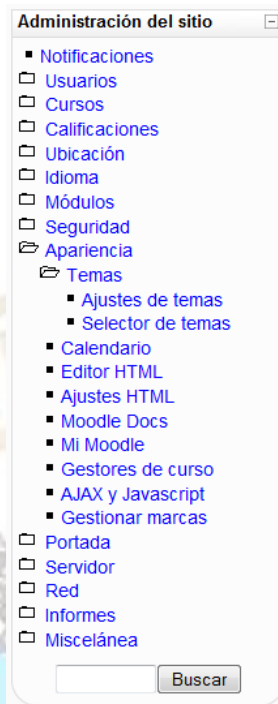 Administración del sitio
Notificaciones
Usuarios
Cursos
Calificaciones
Ubicación
Idioma
Módulos
Seguridad
Apariencia
Temas
Ajustes de temas
Selector de temas
Calendario
Editor HTML
Ajustes HTML
Moodle Docs
Mi Moodle
Gestores de curso
AJAX y Javascript
Gestionar marcas
Portada
Servidor
Red
Informes
Miscelánea
Buscar